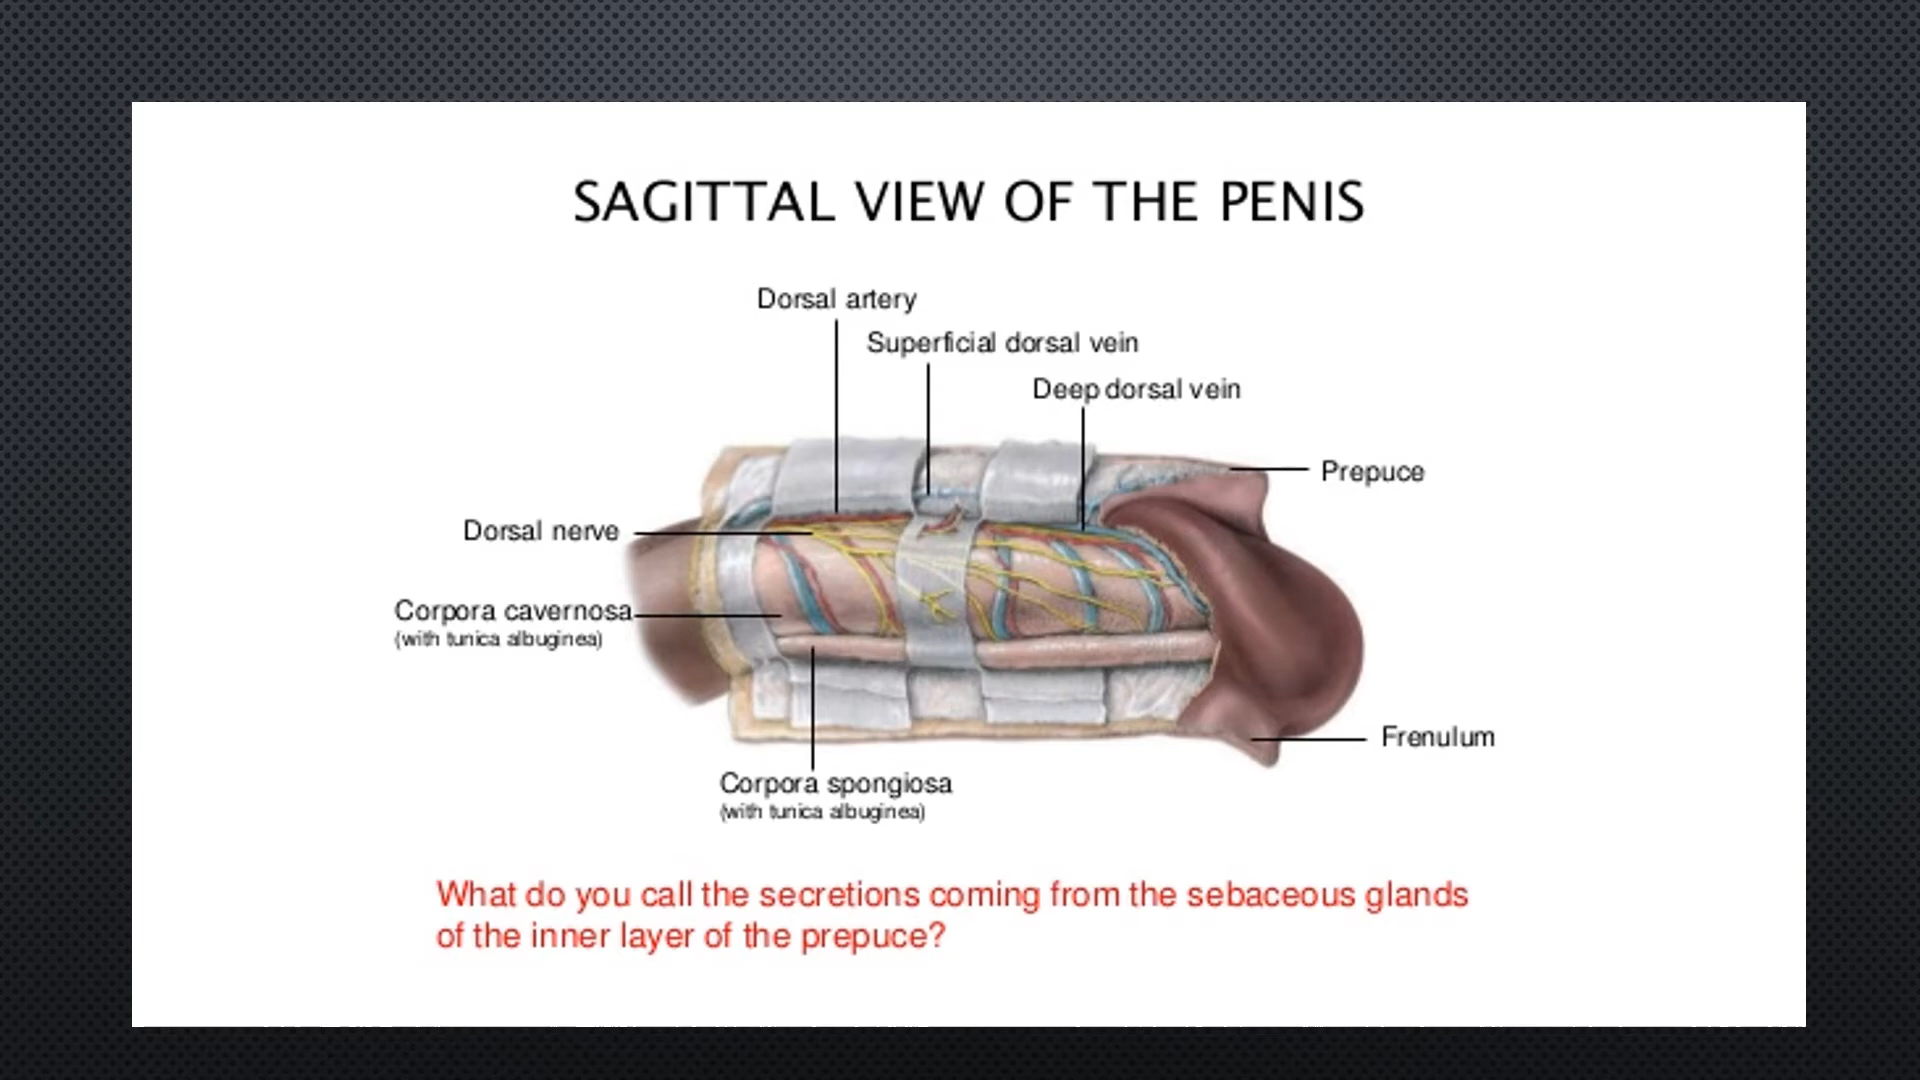 SAGITTAL VIEW OF THE PENIS
Dorsal artery
Superficial dorsal vein
Deep dorsal vein
Prepuce
Dorsal nerve
Corpora cavernosa
(with tunica albuginea)
Frenulum
Corpora spongiosa
(with tunica albuginea)
What do you call the secretions coming from the sebaceous glands
of the inner layer of the prepuce?